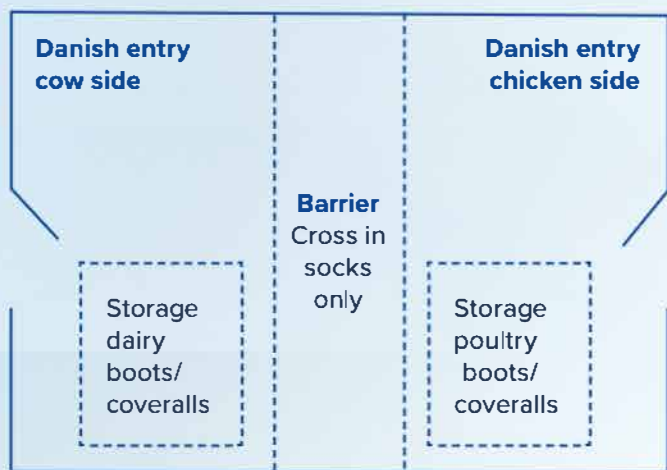 Danish entry
cow side
Danish entry
chicken side
Barrier
Cross in
socks
only
Storage
dairy
boots/
coveralls
Storage
poultry
boots/
coveralls